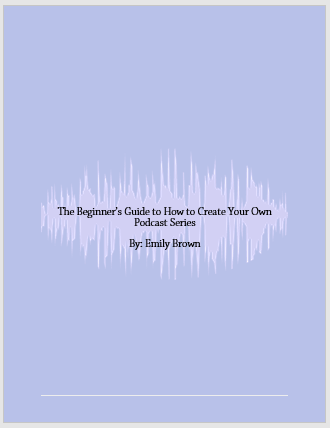 The Beginner's Guide to How to Create Your Own
Podcast Series
By: Emily Brown